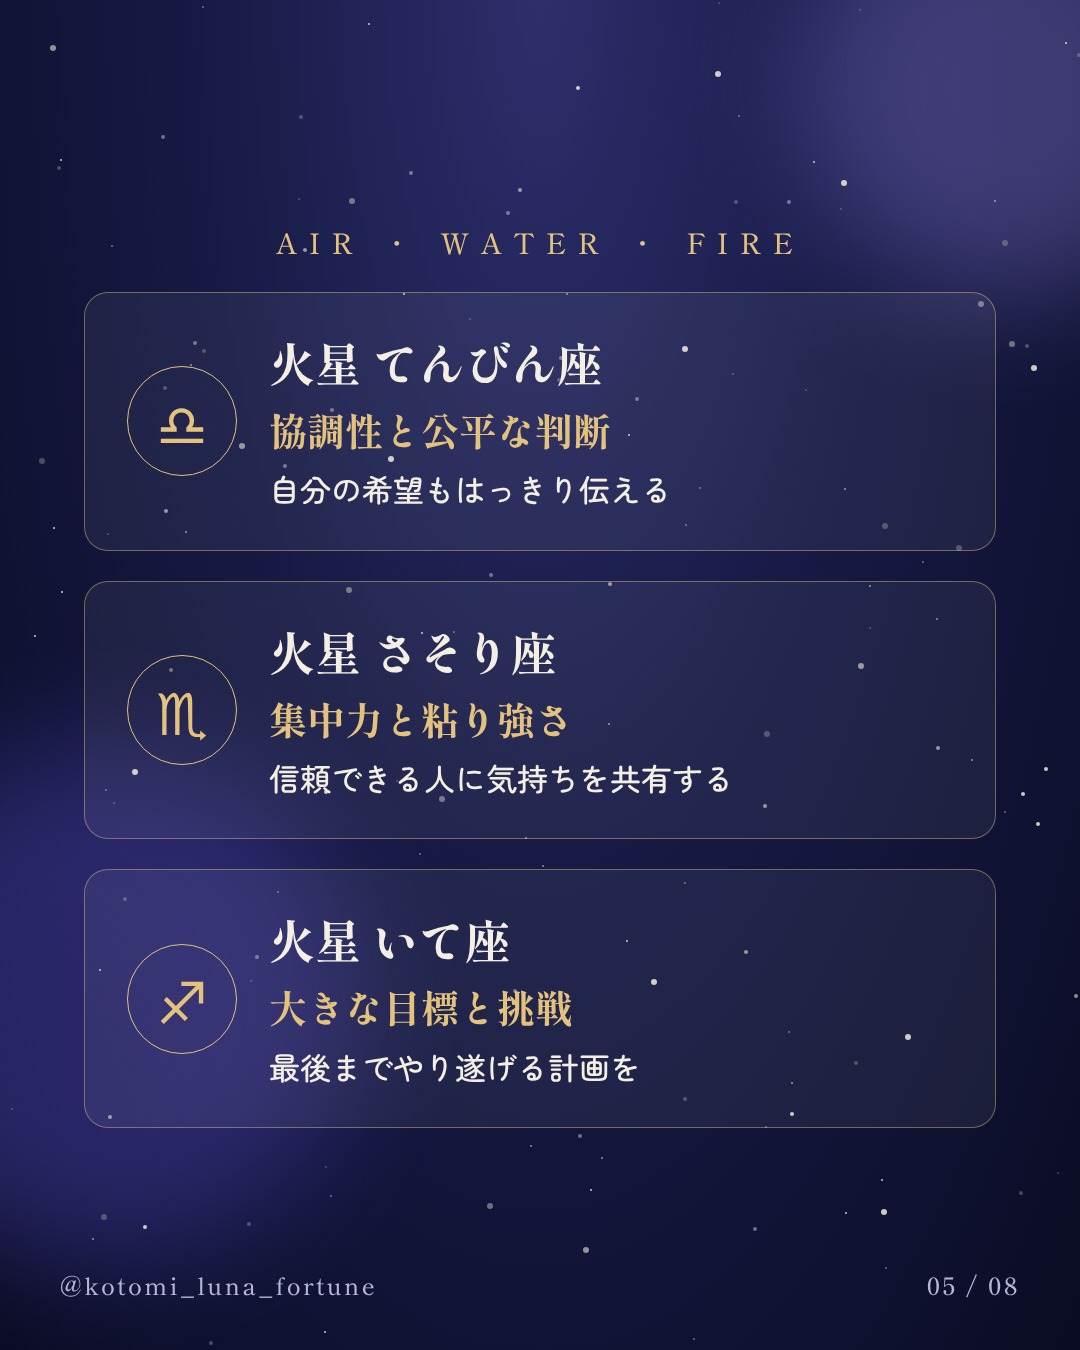 AIR · WATER · FIRE
♎ 火星 てんびん座
協調性と公平な判断
自分の希望もはっきり伝える
♏ 火星 さそり座
集中力と粘り強さ
信頼できる人に気持ちを共有する
♐ 火星 いて座
大きな目標と挑戦
最後までやり遂げる計画を
@kotomi_luna_fortune
05 / 08